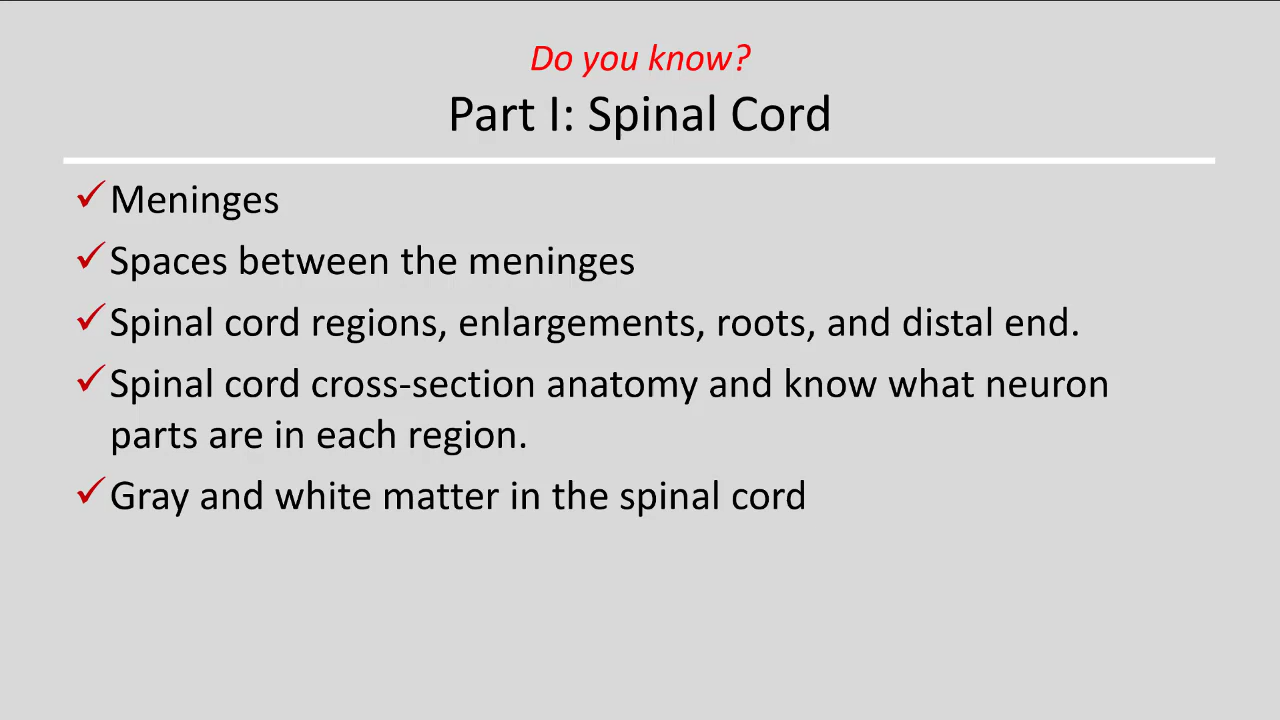 Do you know?
Part I: Spinal Cord
✓Meninges
✓Spaces between the meninges
✓Spinal cord regions, enlargements, roots, and distal end.
✓Spinal cord cross-section anatomy and know what neuron
parts are in each region.
✓Gray and white matter in the spinal cord